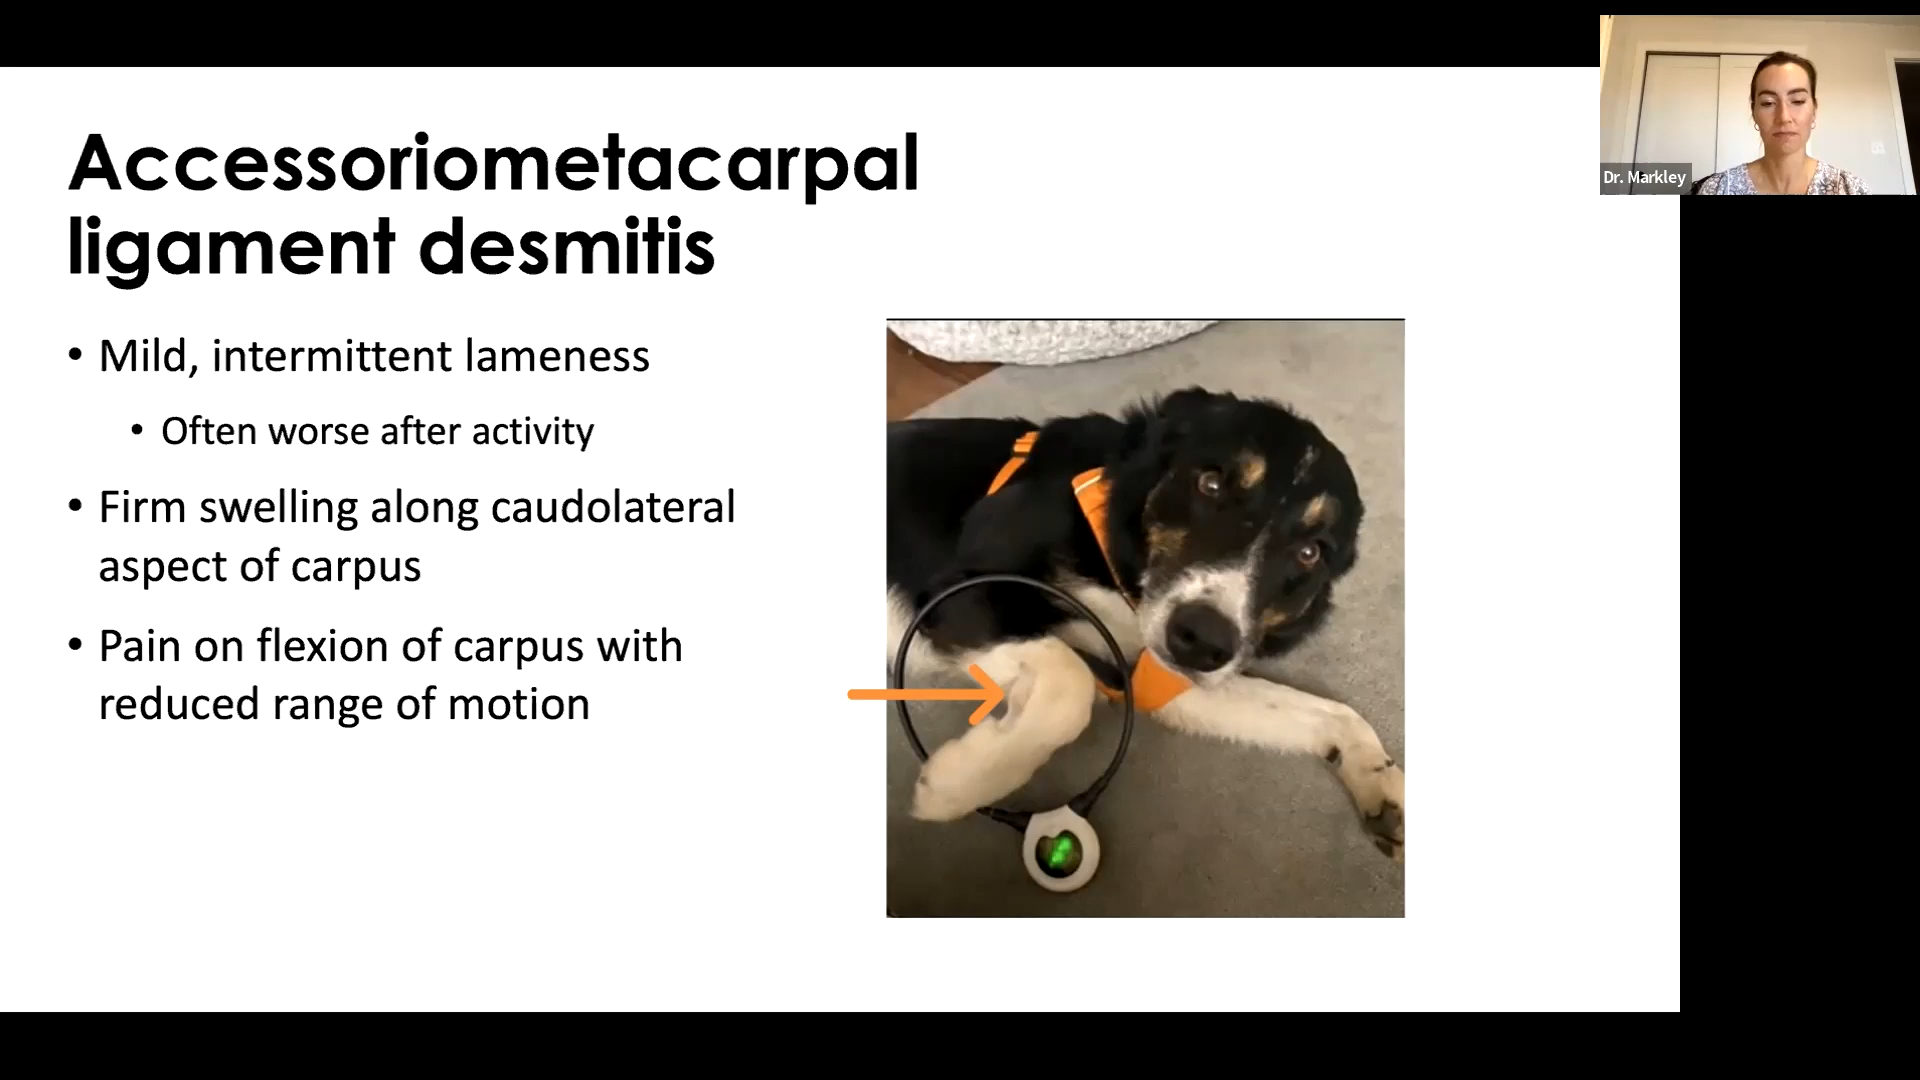 Accessoriometacarpal
ligament desmitis
• Mild, intermittent lameness
• Often worse after activity
• Firm swelling along caudolateral
aspect of carpus
• Pain on flexion of carpus with
reduced range of motion
Dr. Markley